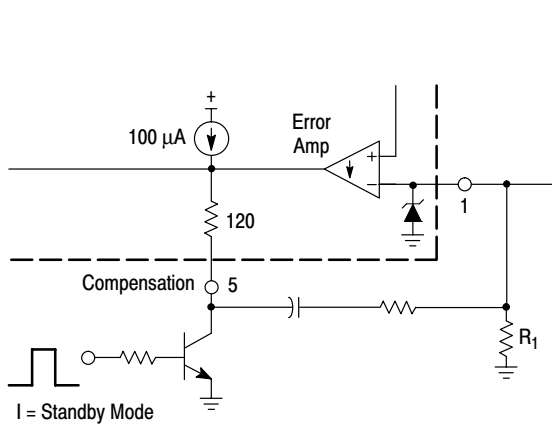 +
100 μA
Error
Amp
+
−
120
1
Compensation 5
R1
I = Standby Mode